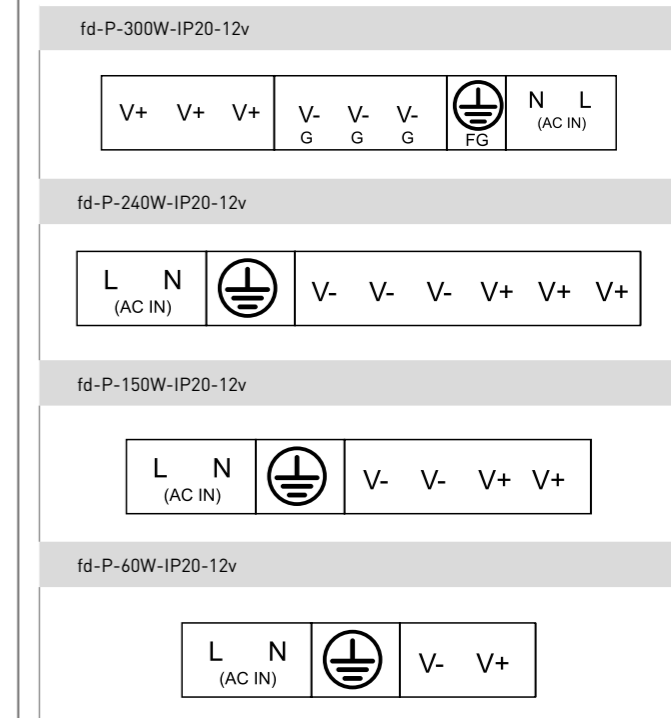 fd-P-300W-IP20-12v
V+ V+ V+ V- V- V- N L
G G G FG (AC IN)
fd-P-240W-IP20-12v
L N V- V- V- V+ V+ V+
(AC IN)
fd-P-150W-IP20-12v
L N V- V- V+ V+
(AC IN)
fd-P-60W-IP20-12v
L N V- V+
(AC IN)